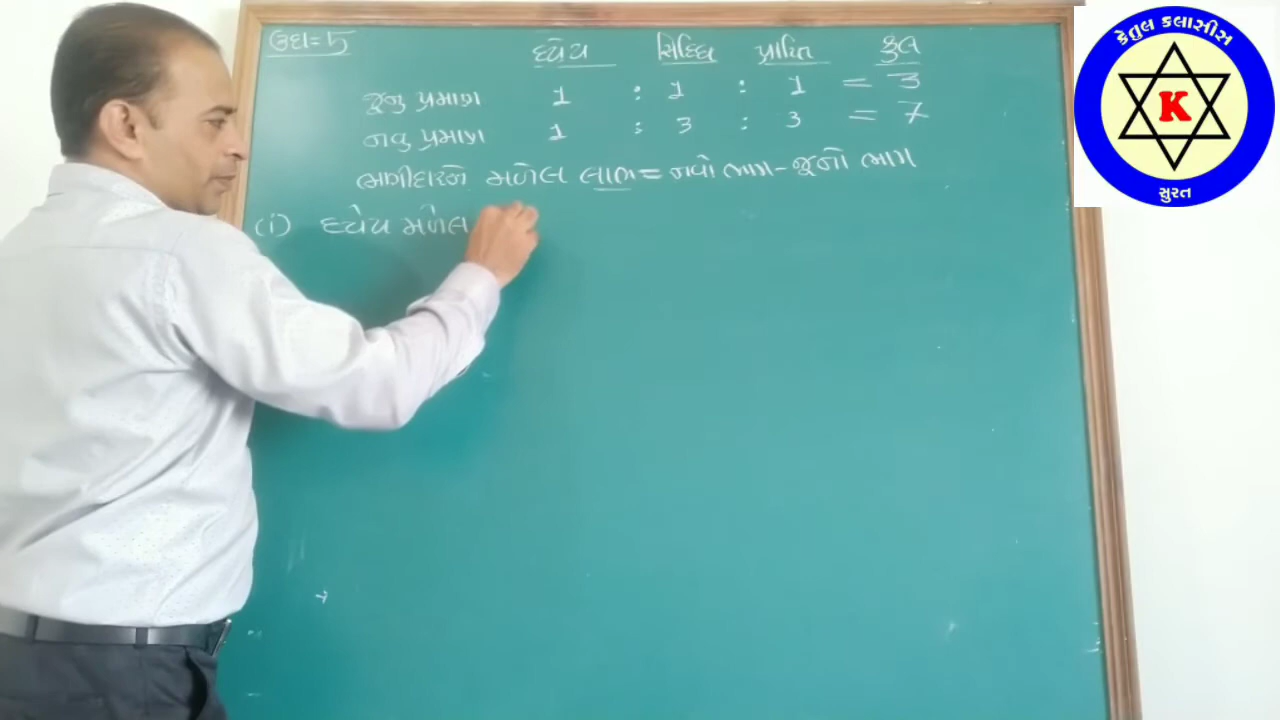 ઉદા=5
ધ્યેય સિધ્ધિ પ્રાપ્તિ કુલ
જૂનુ પ્રમાણ 1 : 1 : 1 = 3
નવુ પ્રમાણ 1 : 3 : 3 = 7
ભાગીદારને મળેલ લાભ = નવો ભાગ - જૂનો ભાગ
(i) ધ્યેય મળેલ
કેતુલ કલાસીસ
K
સુરત